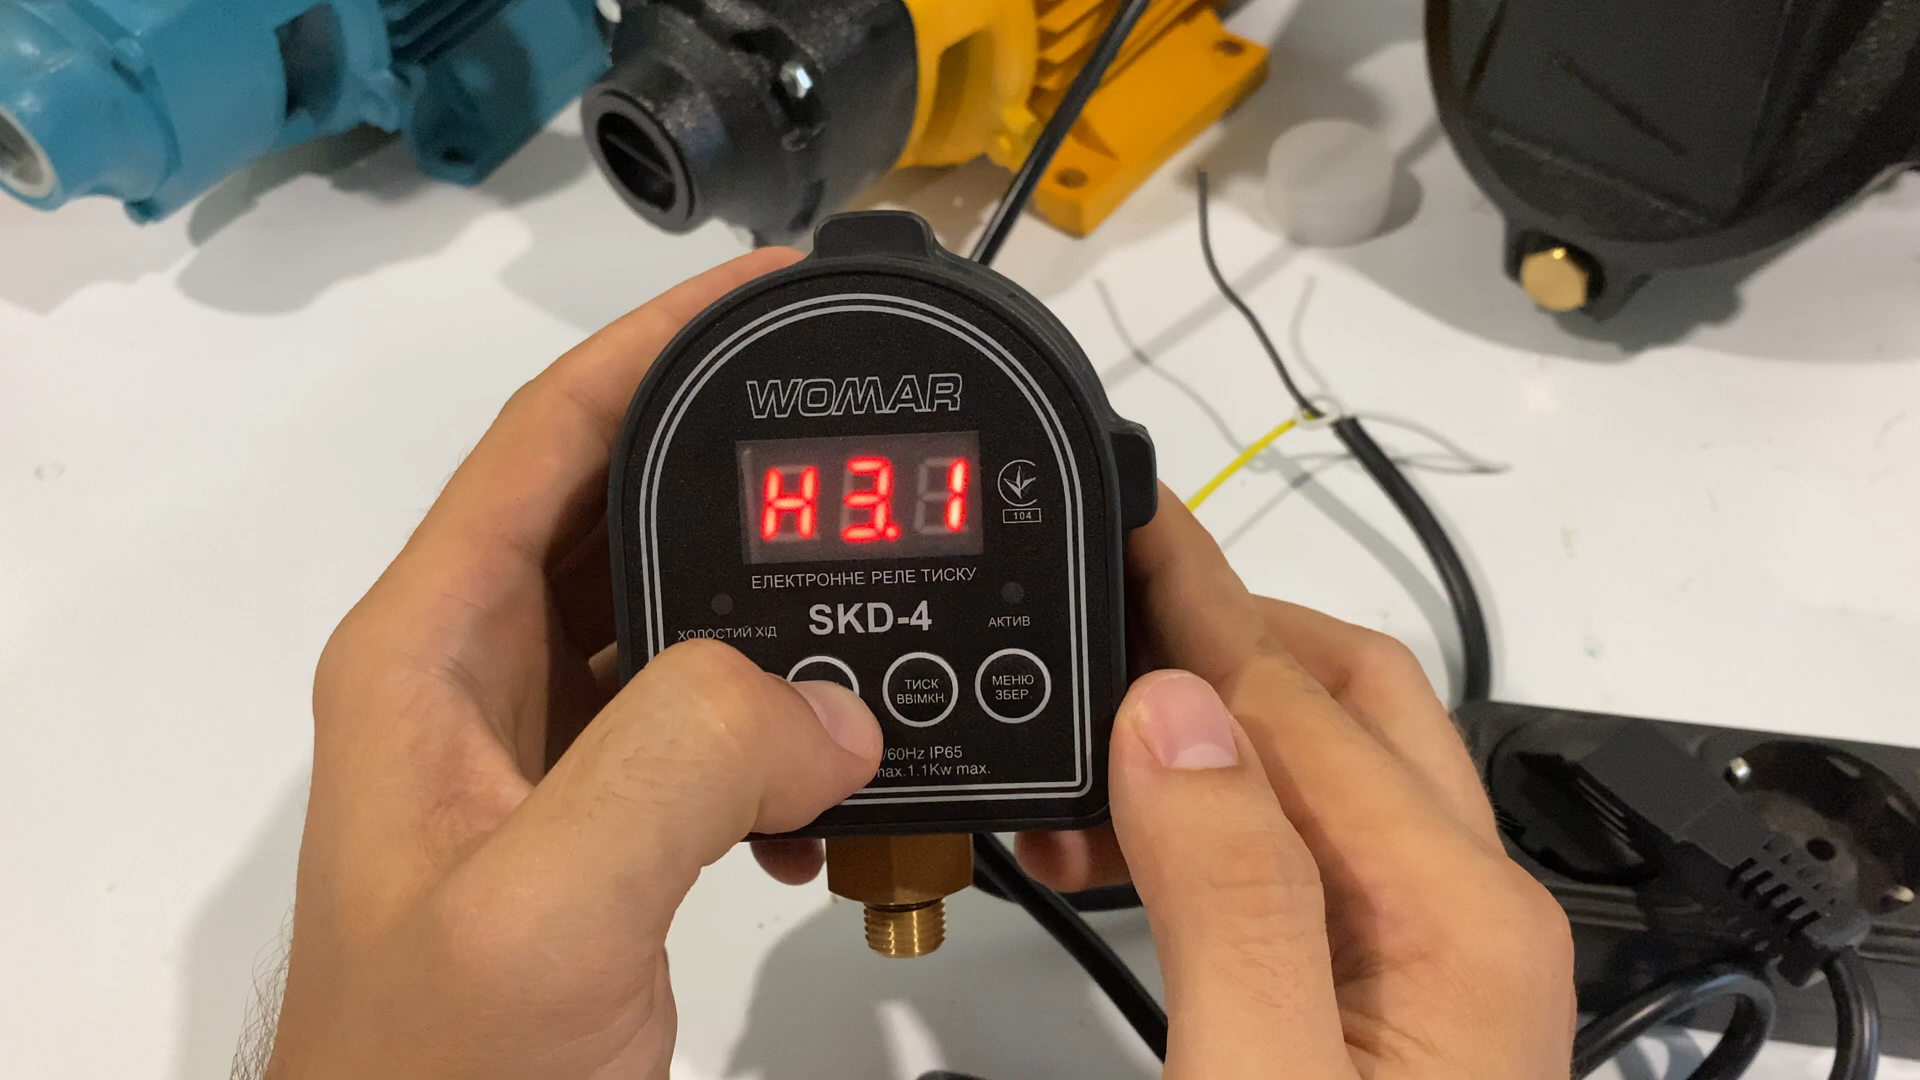 WOMAR
H3.1
104
ЕЛЕКТРОННЕ РЕЛЕ ТИСКУ
SKD-4
ХОЛОСТИЙ ХІД
АКТИВ
ТИСК
ВВІМКН.
МЕНЮ
ЗБЕР.
/60Hz IP65
max.1.1Kw max.